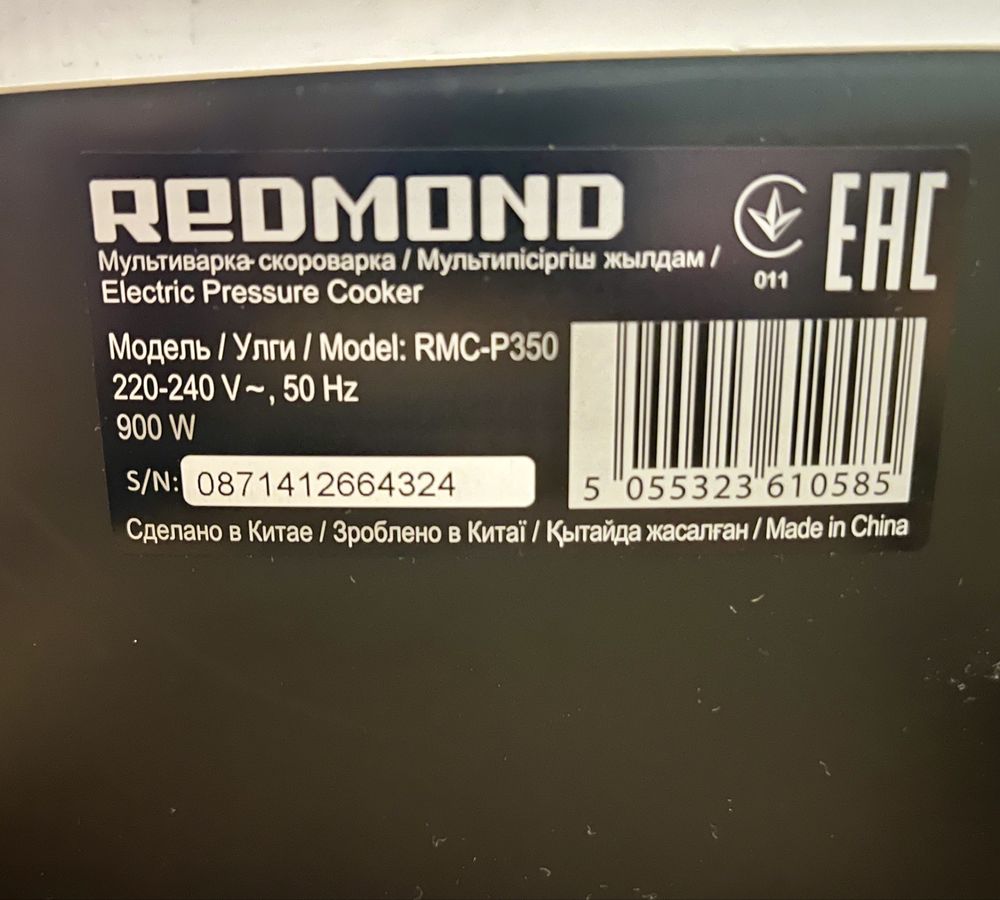 REDMOND
Мультиварка-скороварка / Мультипісіргіш жылдам /
Electric Pressure Cooker
011
EAC
Модель / Улги / Model: RMC-P350
220-240 V~, 50 Hz
900 W
S/N: 0871412664324
5 055323 610585
Сделано в Китае / Зроблено в Китаї / Қытайда жасалған / Made in China